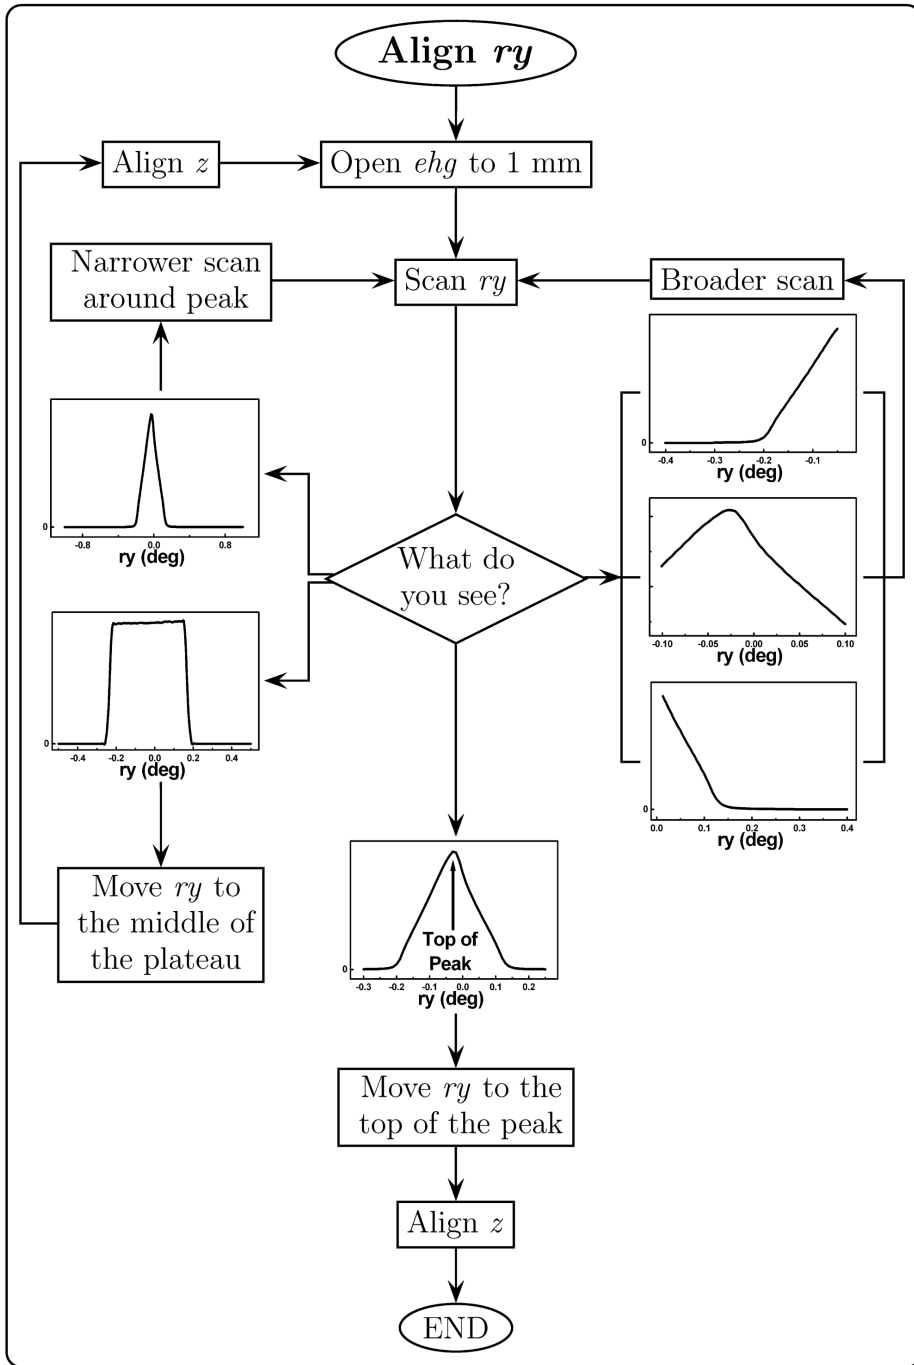 Align ry
Align z
Open ehg to 1 mm
Narrower scan
around peak
Scan ry
Broader scan
0
-0.8 0.0 0.8
ry (deg)
0
-0.4 -0.3 -0.2 -0.1
ry (deg)
What do
you see?
-0.10 -0.05 0.00 0.05 0.10
ry (deg)
0
-0.4 -0.2 0.0 0.2 0.4
ry (deg)
0
0.0 0.1 0.2 0.3 0.4
ry (deg)
Move ry to
the middle of
the plateau
Top of
Peak
0
-0.3 -0.2 -0.1 0.0 0.1 0.2
ry (deg)
Move ry to the
top of the peak
Align z
END